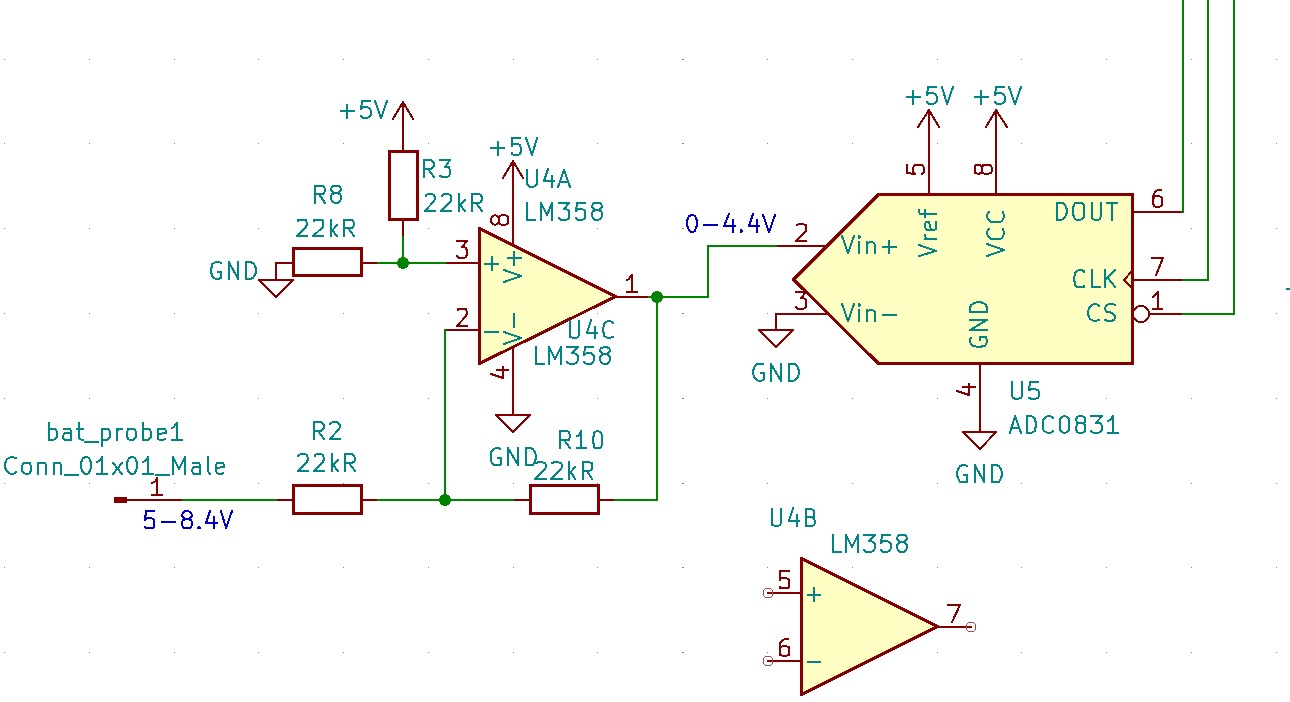 +5V
R3
22kR
R8
22kR
GND
+5V
U4A
LM358
8
3
+
V+
2
−
V−
4
1
U4C
LM358
GND
bat_probe1
Conn_01x01_Male
1
5−8.4V
R2
22kR
R10
22kR
0−4.4V
+5V
+5V
5
8
2
Vin+
Vref
VCC
DOUT
6
CLK
7
3
Vin−
GND
CS
1
GND
4
U5
ADC0831
GND
U4B
LM358
5
+
6
−
7